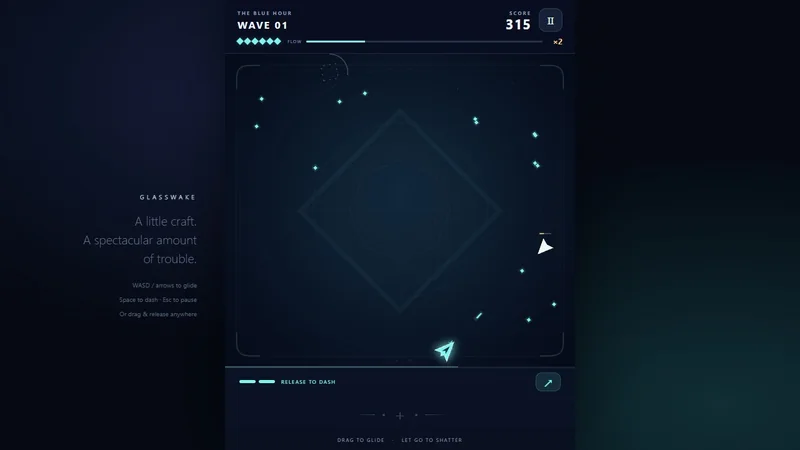 THE BLUE HOUR
WAVE 01
SCORE
315
II
FLOW
×2
GLASSWAKE
A little craft.
A spectacular amount
of trouble.
WASD / arrows to glide
Space to dash · Esc to pause
Or drag & release anywhere
RELEASE TO DASH
DRAG TO GLIDE · LET GO TO SHATTER